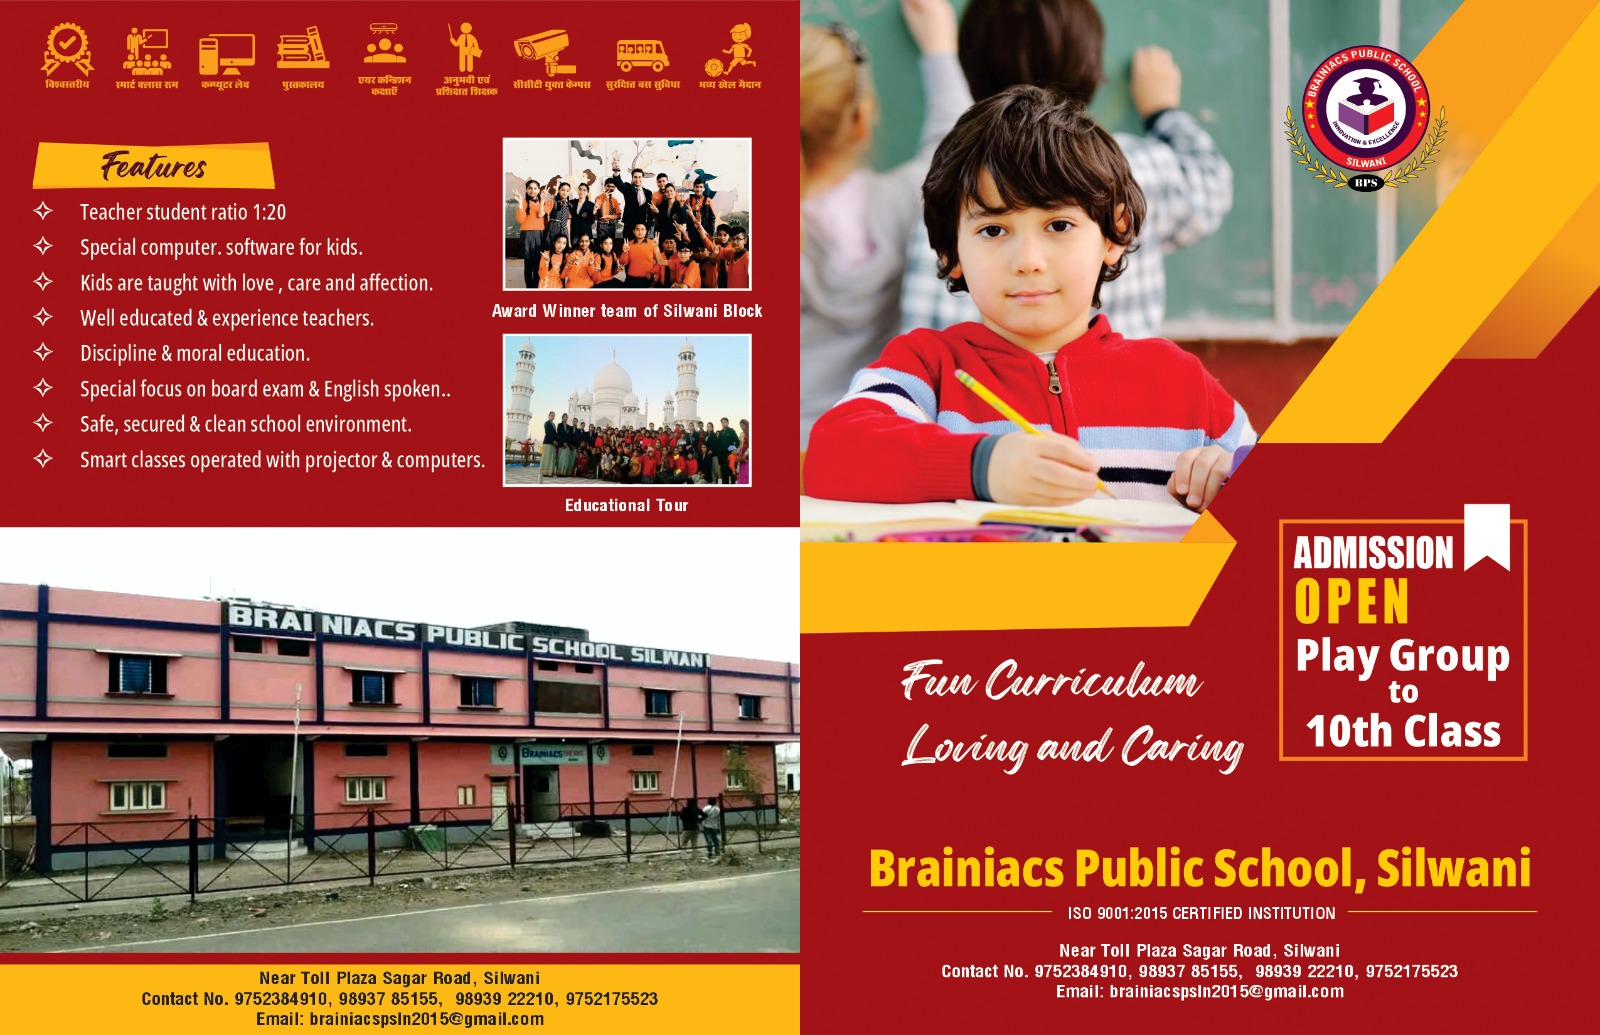 विश्वस्तरीय
स्मार्ट क्लास रुम
कम्प्यूटर लेब
पुस्तकालय
एयर कन्डिशन
कक्षाएँ
अनुभवी एवं
प्रशिक्षत शिक्षक
सीसीटी युक्त केम्पस
सुरक्षित बस सुविधा
भव्य खेल मैदान
Features
Teacher student ratio 1:20
Special computer. software for kids.
Kids are taught with love , care and affection.
Well educated & experience teachers.
Discipline & moral education.
Special focus on board exam & English spoken..
Safe, secured & clean school environment.
Smart classes operated with projector & computers.
Award Winner team of Silwani Block
Educational Tour
BRAINIACS PUBLIC SCHOOL SILWANI
BRAINIACS
Near Toll Plaza Sagar Road, Silwani
Contact No. 9752384910, 98937 85155, 98939 22210, 9752175523
Email: brainiacspsln2015@gmail.com
BRAINIACS PUBLIC SCHOOL
INNOVATION & EXCELLENCE
SILWANI
BPS
ADMISSION
OPEN
Play Group
to
10th Class
Fun Curriculum
Loving and Caring
Brainiacs Public School, Silwani
ISO 9001:2015 CERTIFIED INSTITUTION
Near Toll Plaza Sagar Road, Silwani
Contact No. 9752384910, 98937 85155, 98939 22210, 9752175523
Email: brainiacspsln2015@gmail.com